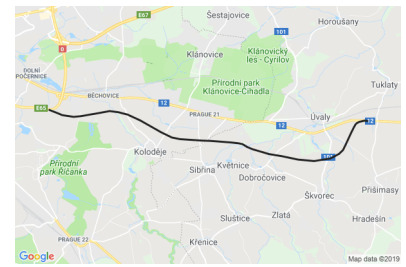 Šestajovice
E67
101
Horoušany
0
Klánovice
Klánovický
les - Cyrilov
DOLNÍ
POČERNICE
Přírodní park
Klánovice-Čihadla
Tuklaty
BĚCHOVICE
12
E65
PRAGUE 21
Úvaly
12
12
Koloděje
101
Přírodní
park Říčanka
Sibřina
Květnice
Dobročovice
Přišimasy
Škvorec
Sluštice
Zlatá
Hradešín
PRAGUE 22
Křenice
Google
Map data ©2019